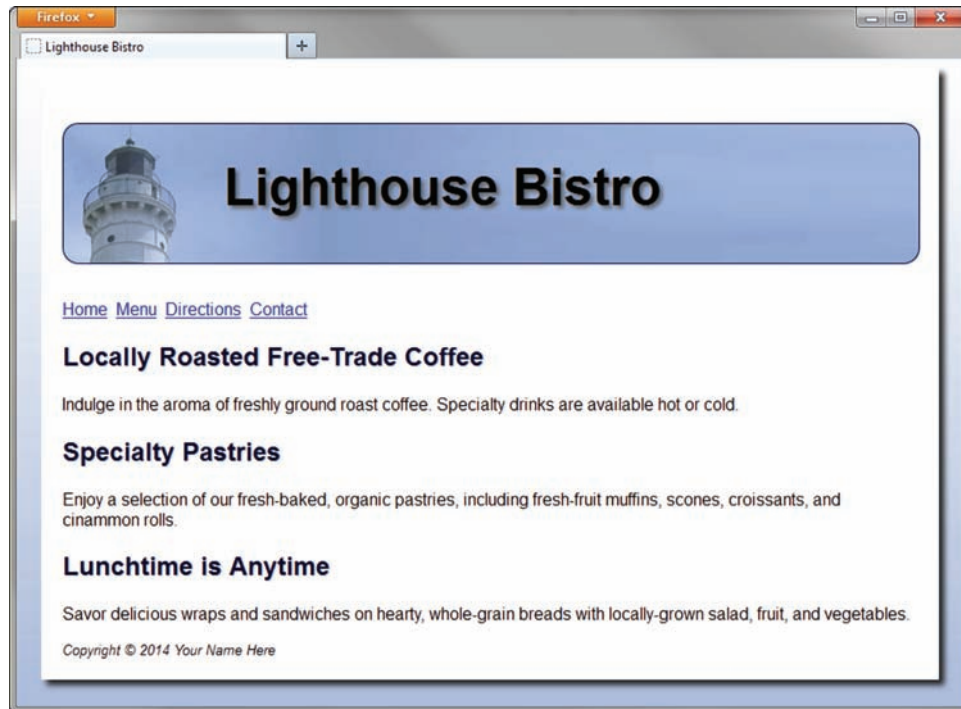 Firefox
Lighthouse Bistro
Lighthouse Bistro
Home Menu Directions Contact
Locally Roasted Free-Trade Coffee
Indulge in the aroma of freshly ground roast coffee. Specialty drinks are available hot or cold.
Specialty Pastries
Enjoy a selection of our fresh-baked, organic pastries, including fresh-fruit muffins, scones, croissants, and
cinammon rolls.
Lunchtime is Anytime
Savor delicious wraps and sandwiches on hearty, whole-grain breads with locally-grown salad, fruit, and vegetables.
Copyright © 2014 Your Name Here